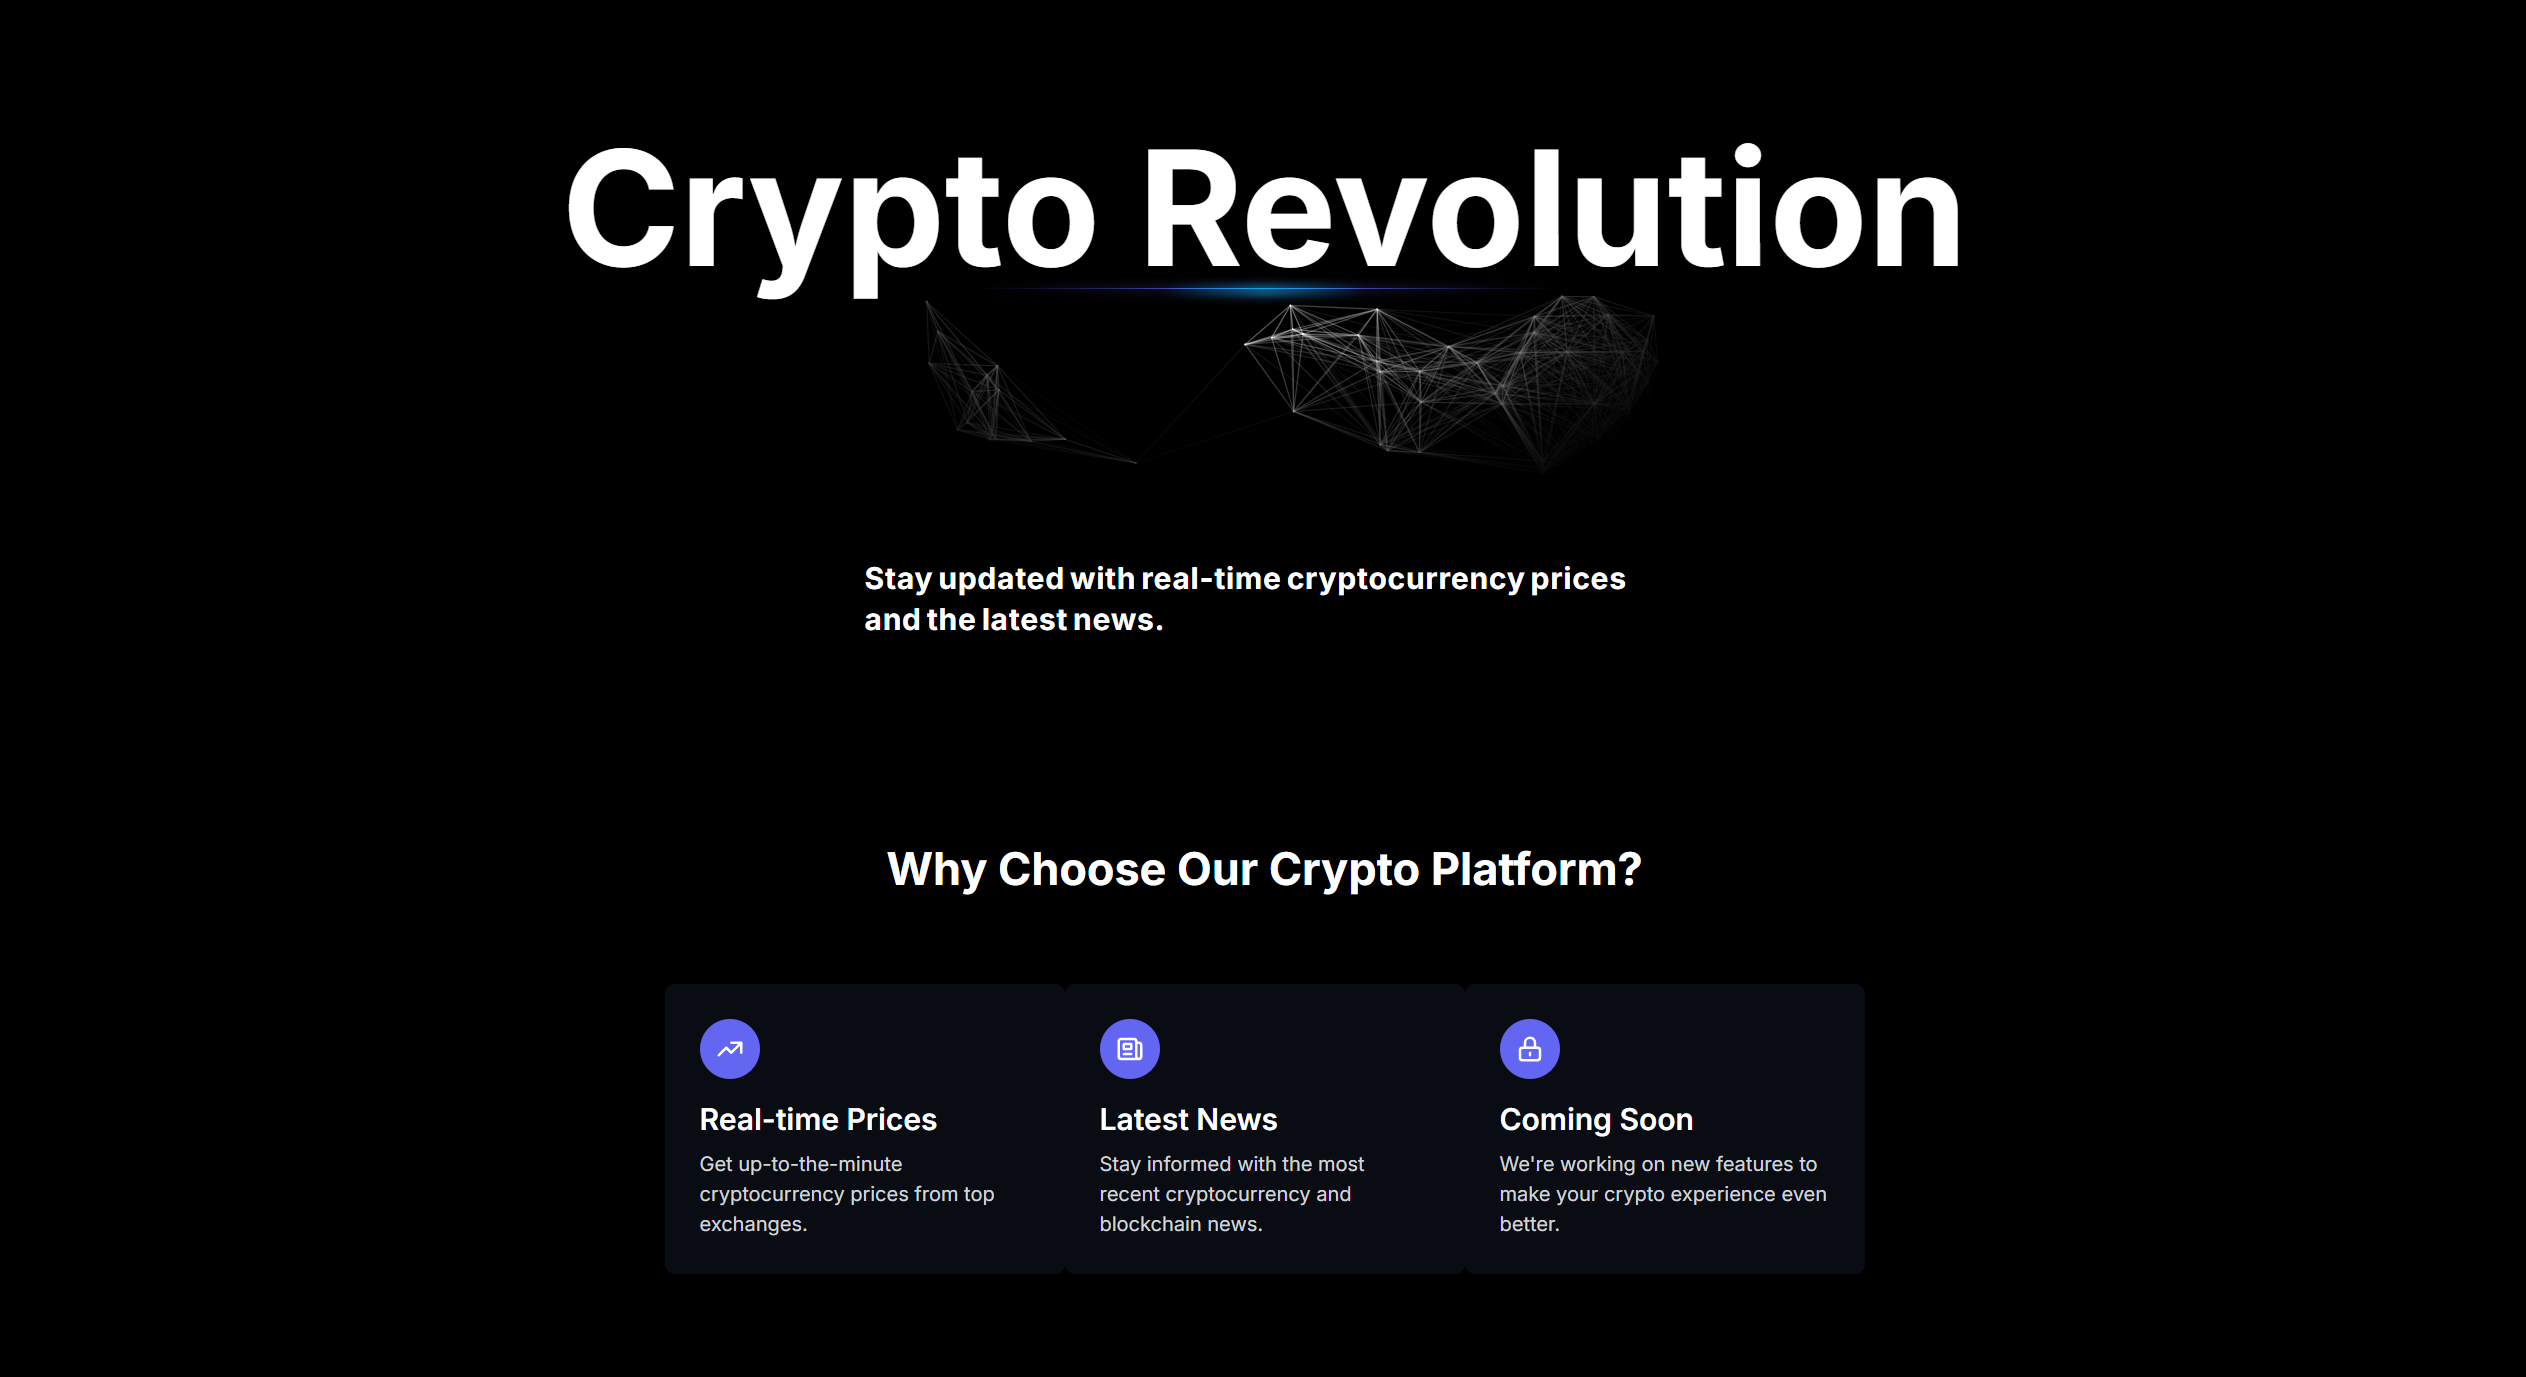 Crypto Revolution
Stay updated with real-time cryptocurrency prices
and the latest news.
Why Choose Our Crypto Platform?
Real-time Prices
Get up-to-the-minute
cryptocurrency prices from top
exchanges.
Latest News
Stay informed with the most
recent cryptocurrency and
blockchain news.
Coming Soon
We're working on new features to
make your crypto experience even
better.